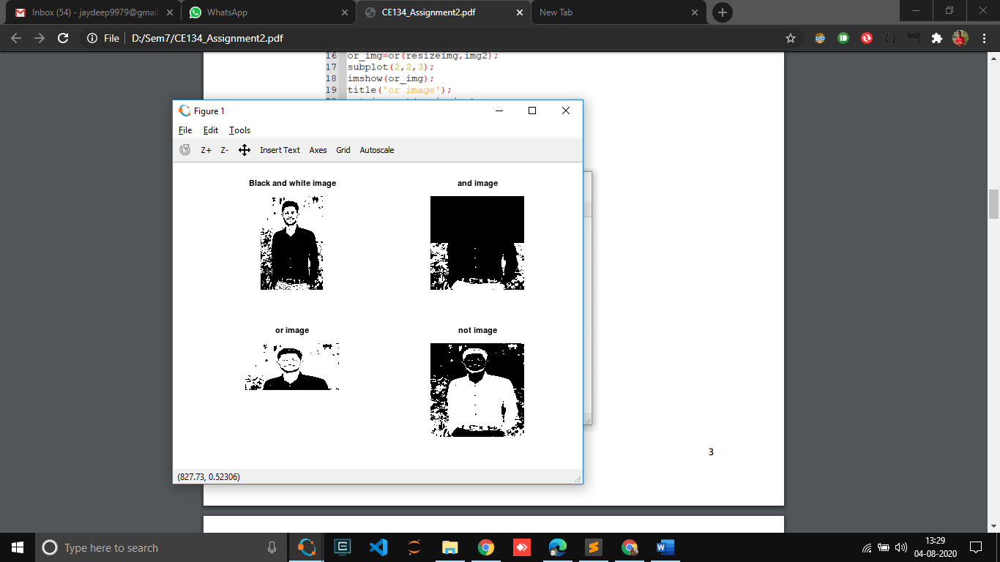 Inbox (54) - jaydeep9979@gmail
WhatsApp
CE134_Assignment2.pdf
New Tab
File
D:/Sem7/CE134_Assignment2.pdf
16 or_img=or(resizeimg,img2);
17 subplot(2,2,3);
18 imshow(or_img);
19 title('or image');
Figure 1
File Edit Tools
Z+ Z- Insert Text Axes Grid Autoscale
Black and white image
and image
or image
not image
(827.73, 0.52306)
3
Type here to search
13:29
04-08-2020